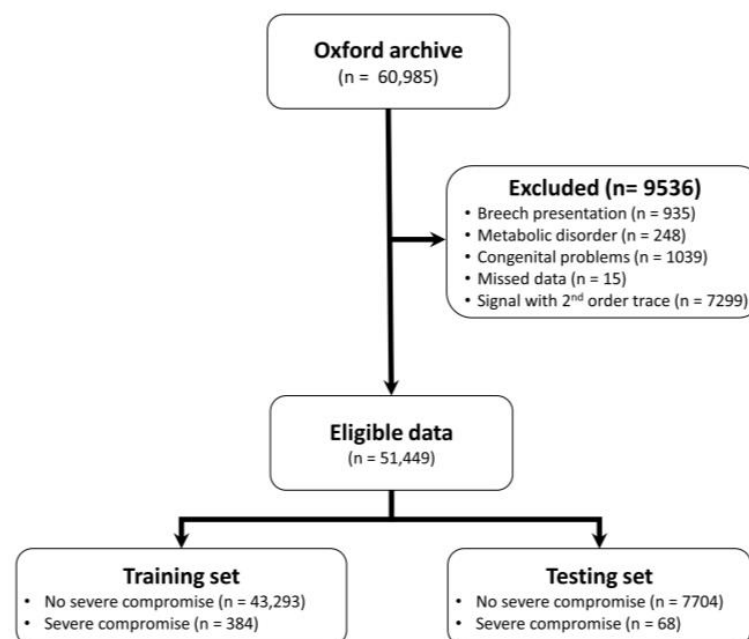 Oxford archive
(n = 60,985)
Excluded (n= 9536)
• Breech presentation (n = 935)
• Metabolic disorder (n = 248)
• Congenital problems (n = 1039)
• Missed data (n = 15)
• Signal with 2nd order trace (n = 7299)
Eligible data
(n = 51,449)
Training set
• No severe compromise (n = 43,293)
• Severe compromise (n = 384)
Testing set
• No severe compromise (n = 7704)
• Severe compromise (n = 68)